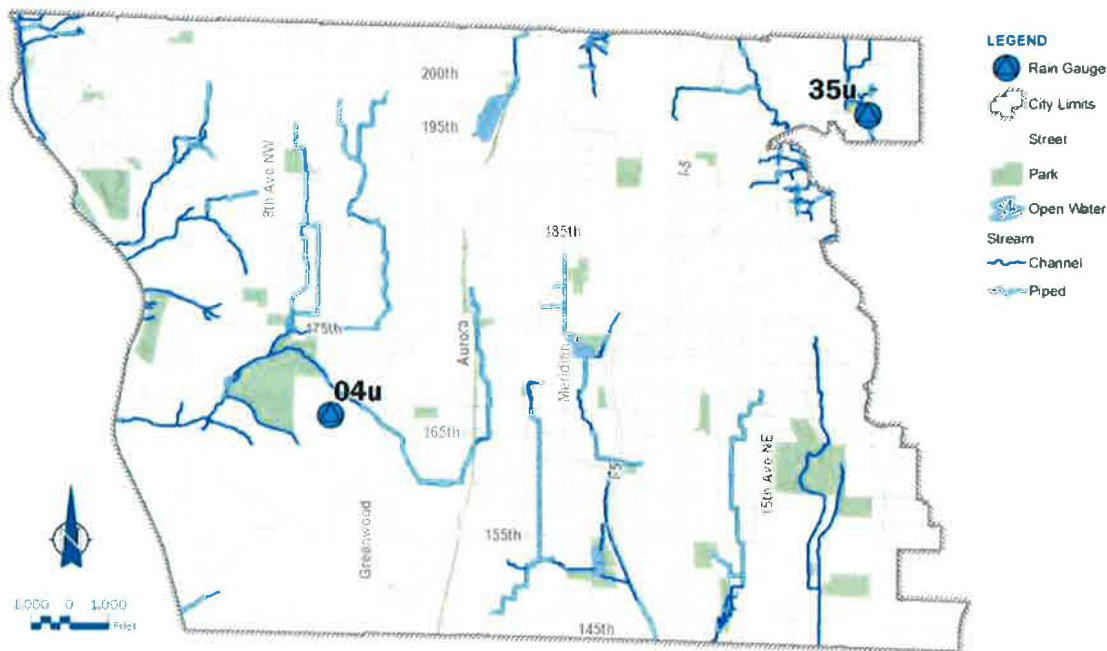 LEGEND
Rain Gauge
City Limits
Street
Park
Open Water
Stream
Channel
Piped
200th
195th
35u
8th Ave NW
I-5
185th
175th
Aurora
Meridian
04u
165th
I-5
15th Ave NE
Greenwood
155th
N
1,000 0 1,000
Feet
145th